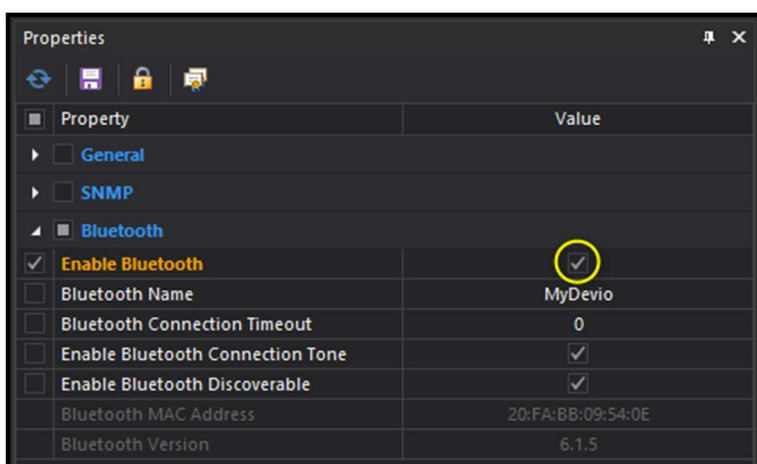 Properties
Property Value
General
SNMP
Bluetooth
Enable Bluetooth
Bluetooth Name MyDevio
Bluetooth Connection Timeout 0
Enable Bluetooth Connection Tone
Enable Bluetooth Discoverable
Bluetooth MAC Address 20:FA:BB:09:54:0E
Bluetooth Version 6.1.5